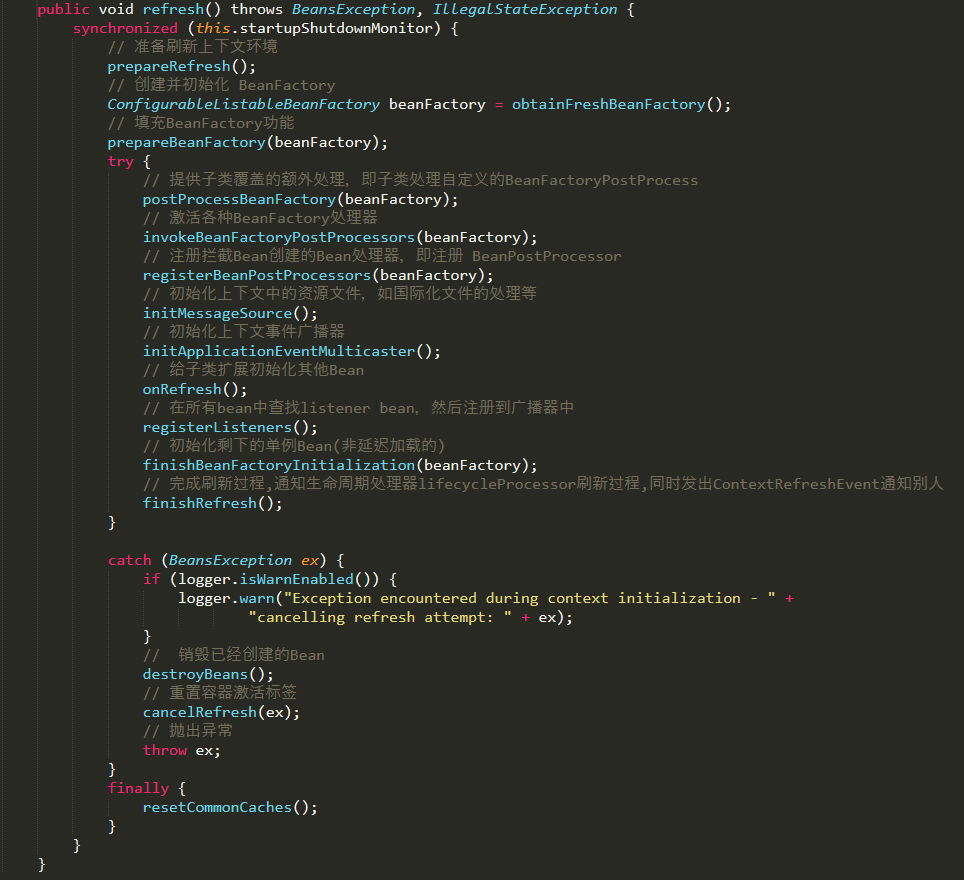 public void refresh() throws BeansException, IllegalStateException {
synchronized (this.startupShutdownMonitor) {
// 准备刷新上下文环境
prepareRefresh();
// 创建并初始化 BeanFactory
ConfigurableListableBeanFactory beanFactory = obtainFreshBeanFactory();
// 填充BeanFactory功能
prepareBeanFactory(beanFactory);
try {
// 提供子类覆盖的额外处理, 即子类处理自定义的BeanFactoryPostProcess
postProcessBeanFactory(beanFactory);
// 激活各种BeanFactory处理器
invokeBeanFactoryPostProcessors(beanFactory);
// 注册拦截Bean创建的Bean处理器, 即注册 BeanPostProcessor
registerBeanPostProcessors(beanFactory);
// 初始化上下文中的资源文件, 如国际化文件的处理等
initMessageSource();
// 初始化上下文事件广播器
initApplicationEventMulticaster();
// 给子类扩展初始化其他Bean
onRefresh();
// 在所有bean中查找listener bean, 然后注册到广播器中
registerListeners();
// 初始化剩下的单例Bean(非延迟加载的)
finishBeanFactoryInitialization(beanFactory);
// 完成刷新过程,通知生命周期处理器lifecycleProcessor刷新过程,同时发出ContextRefreshEvent通知别人
finishRefresh();
}
catch (BeansException ex) {
if (logger.isWarnEnabled()) {
logger.warn("Exception encountered during context initialization - " +
"cancelling refresh attempt: " + ex);
}
// 销毁已经创建的Bean
destroyBeans();
// 重置容器激活标签
cancelRefresh(ex);
// 抛出异常
throw ex;
}
finally {
resetCommonCaches();
}
}
}